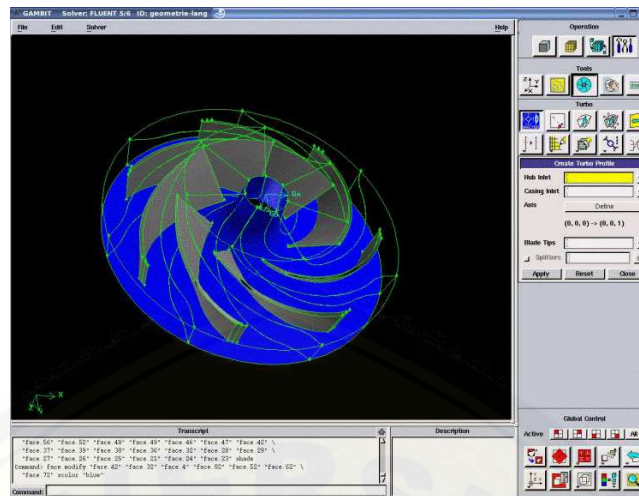 GAMBIT Solver: FLUENT 5/6 ID: geometrie-lang
File Edit Solver Help
Operation
Tools
Turbo
Create Turbo Profile
Hub Inlet
Casing Inlet
Axis Define
(0, 0, 0) -> (0, 0, 1)
Blade Tips
Splitters
Apply Reset Close
Z X
Global Control
Active All
Transcript
Description
"face.56" "face.52" "face.48" "face.49" "face.46" "face.47" "face.42" \
"face.37" "face.39" "face.38" "face.36" "face.32" "face.28" "face.29" \
"face.27" "face.26" "face.25" "face.21" "face.24" "face.23" shade
Command: face modify "face.42" "face.32" "face.4" "face.82" "face.52" "face.62" \
"face.72" scolor "blue"
Command: